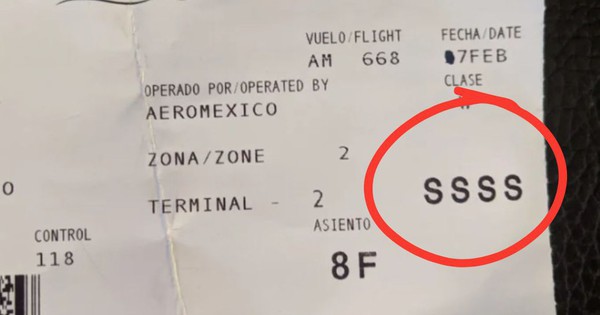 VUELO/FLIGHT FECHA/DATE
AM 668 7FEB
OPERADO POR/OPERATED BY CLASE
AEROMEXICO
ZONA/ZONE 2
SSSS
O
TERMINAL - 2
ASIENTO
CONTROL
118
8F